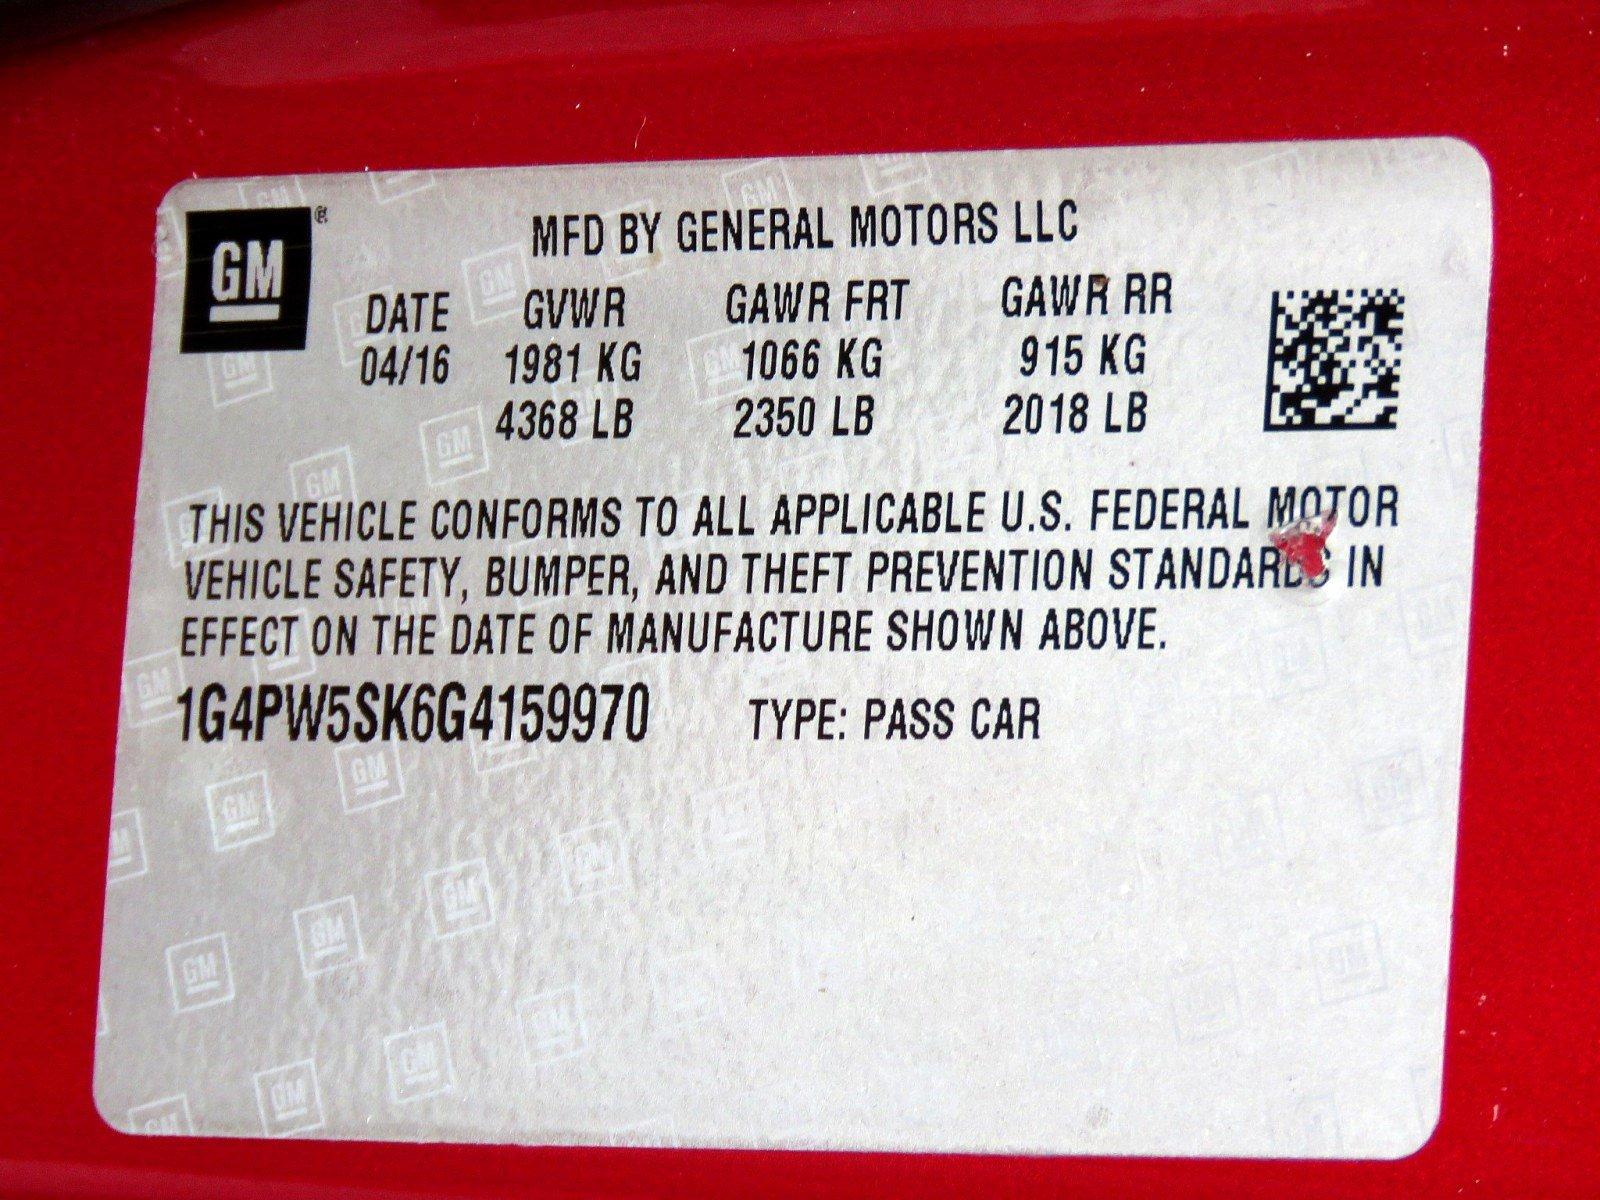 GM
MFD BY GENERAL MOTORS LLC
DATE GVWR GAWR FRT GAWR RR
04/16 1981 KG 1066 KG 915 KG
4368 LB 2350 LB 2018 LB
THIS VEHICLE CONFORMS TO ALL APPLICABLE U.S. FEDERAL MOTOR
VEHICLE SAFETY, BUMPER, AND THEFT PREVENTION STANDARDS IN
EFFECT ON THE DATE OF MANUFACTURE SHOWN ABOVE.
1G4PW5SK6G4159970 TYPE: PASS CAR